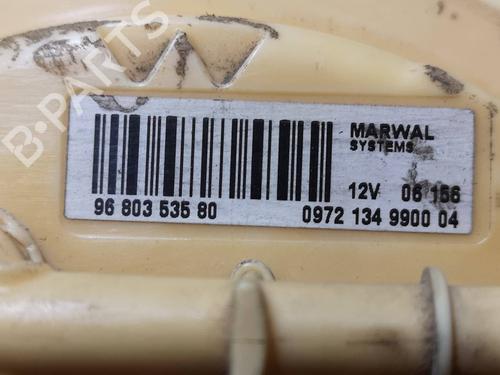 MARWAL
SYSTEMS
12V 06 156
96 803 535 80
0972 134 9900 04
B-PARTS